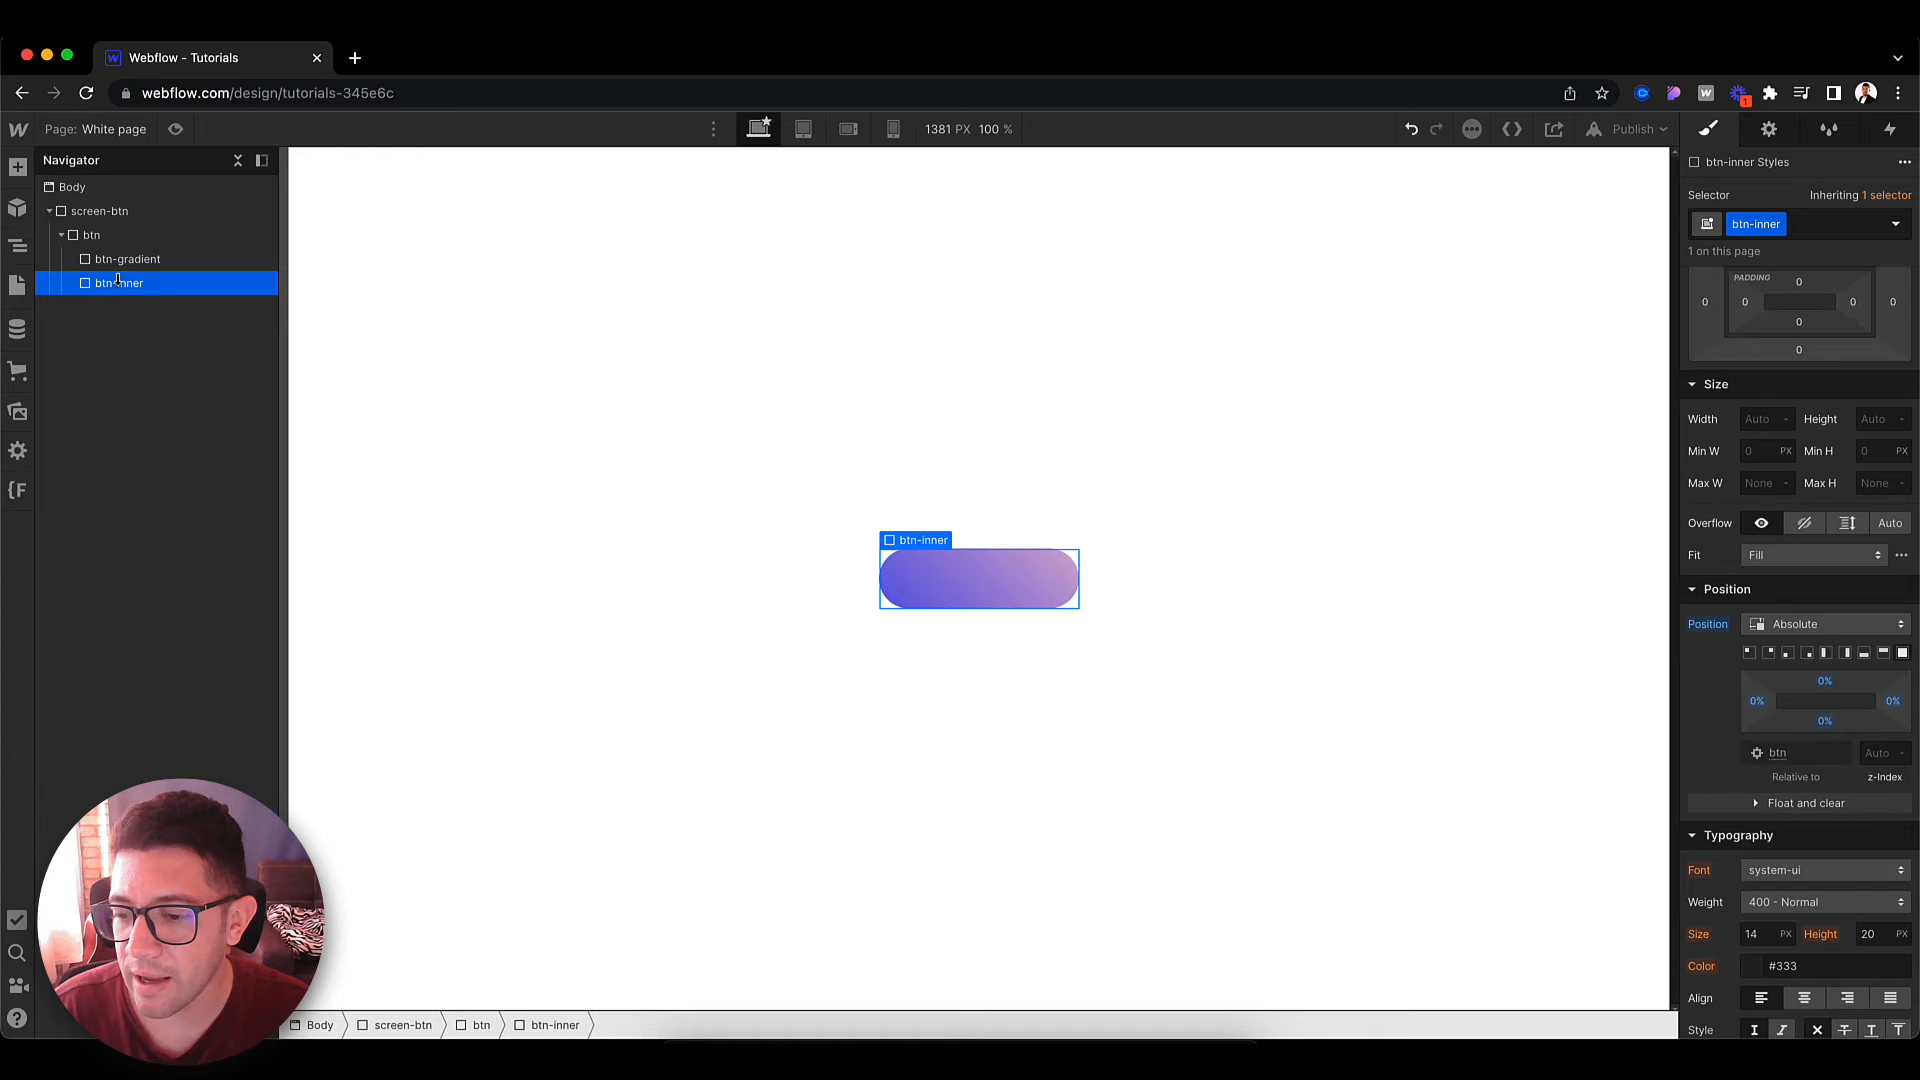 Webflow - Tutorials
webflow.com/design/tutorials-345e6c
1
Page: White page
1381 PX 100 %
Publish
Navigator
Body
screen-btn
btn
btn-gradient
btn-inner
btn-inner
btn-inner Styles
Selector Inheriting 1 selector
btn-inner
1 on this page
PADDING
0
0 0 0 0
0
0
Size
Width Auto - Height Auto -
Min W 0 PX Min H 0 PX
Max W None - Max H None -
Overflow Auto
Fit Fill
Position
Position Absolute
0%
0% 0%
0%
btn Auto -
Relative to z-Index
Float and clear
Typography
Font system-ui
Weight 400 - Normal
Size 14 PX Height 20 PX
Color #333
Align
Style
Body screen-btn btn btn-inner